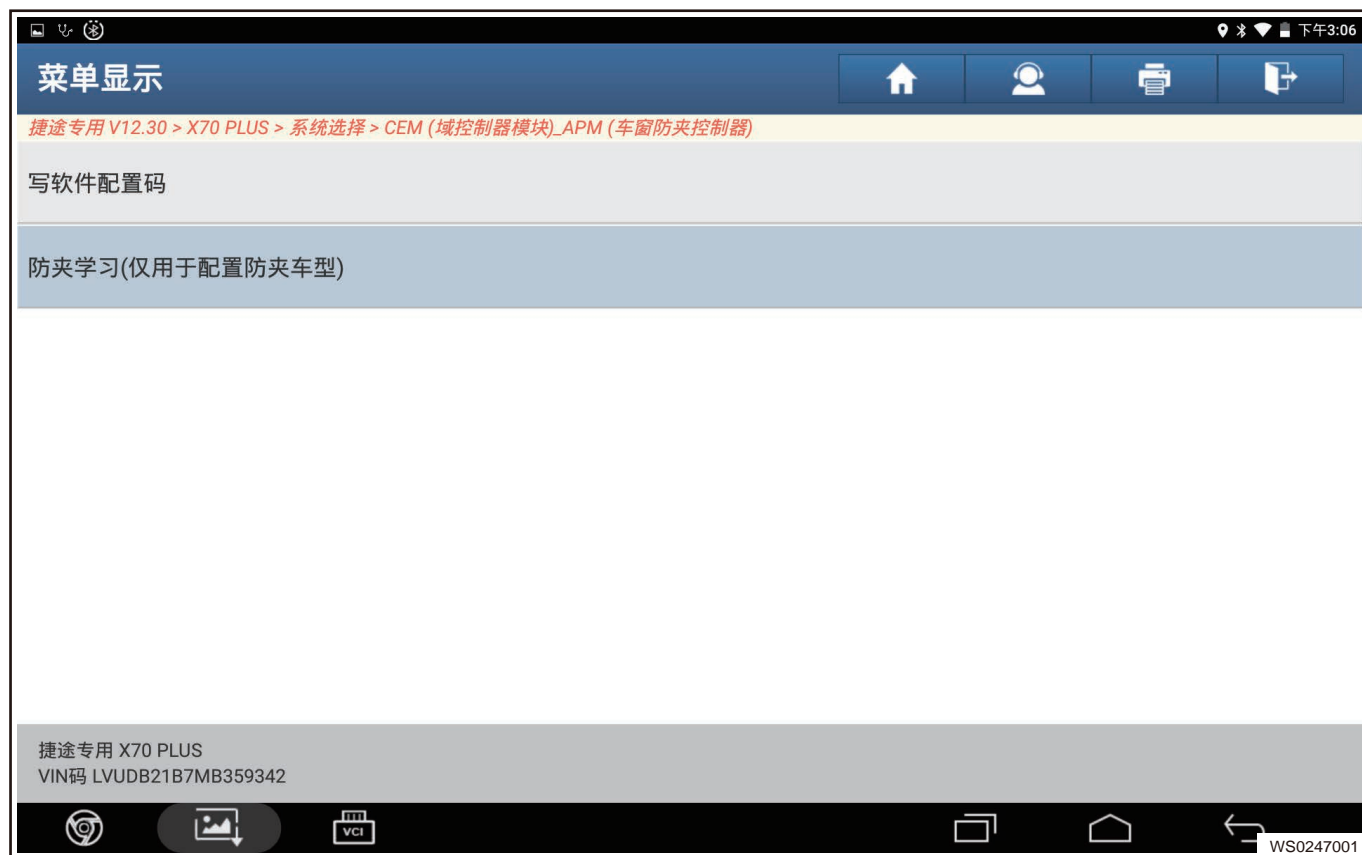 下午3:06
菜单显示
捷途专用 V12.30 > X70 PLUS > 系统选择 > CEM (域控制器模块)_APM (车窗防夹控制器)
写软件配置码
防夹学习(仅用于配置防夹车型)
捷途专用 X70 PLUS
VIN码 LVUDB21B7MB359342
VCI
WS0247001